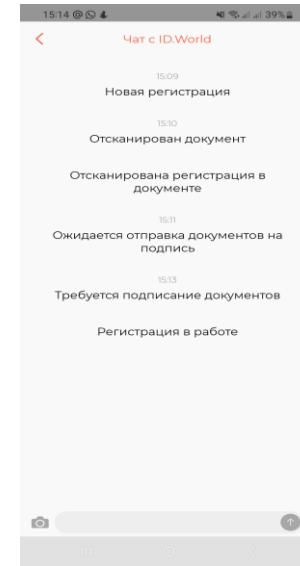 15:14 39%
Чат с ID.World
15:09
Новая регистрация
15:10
Отсканирован документ
Отсканирована регистрация в
документе
15:11
Ожидается отправка документов на
подпись
15:13
Требуется подписание документов
Регистрация в работе